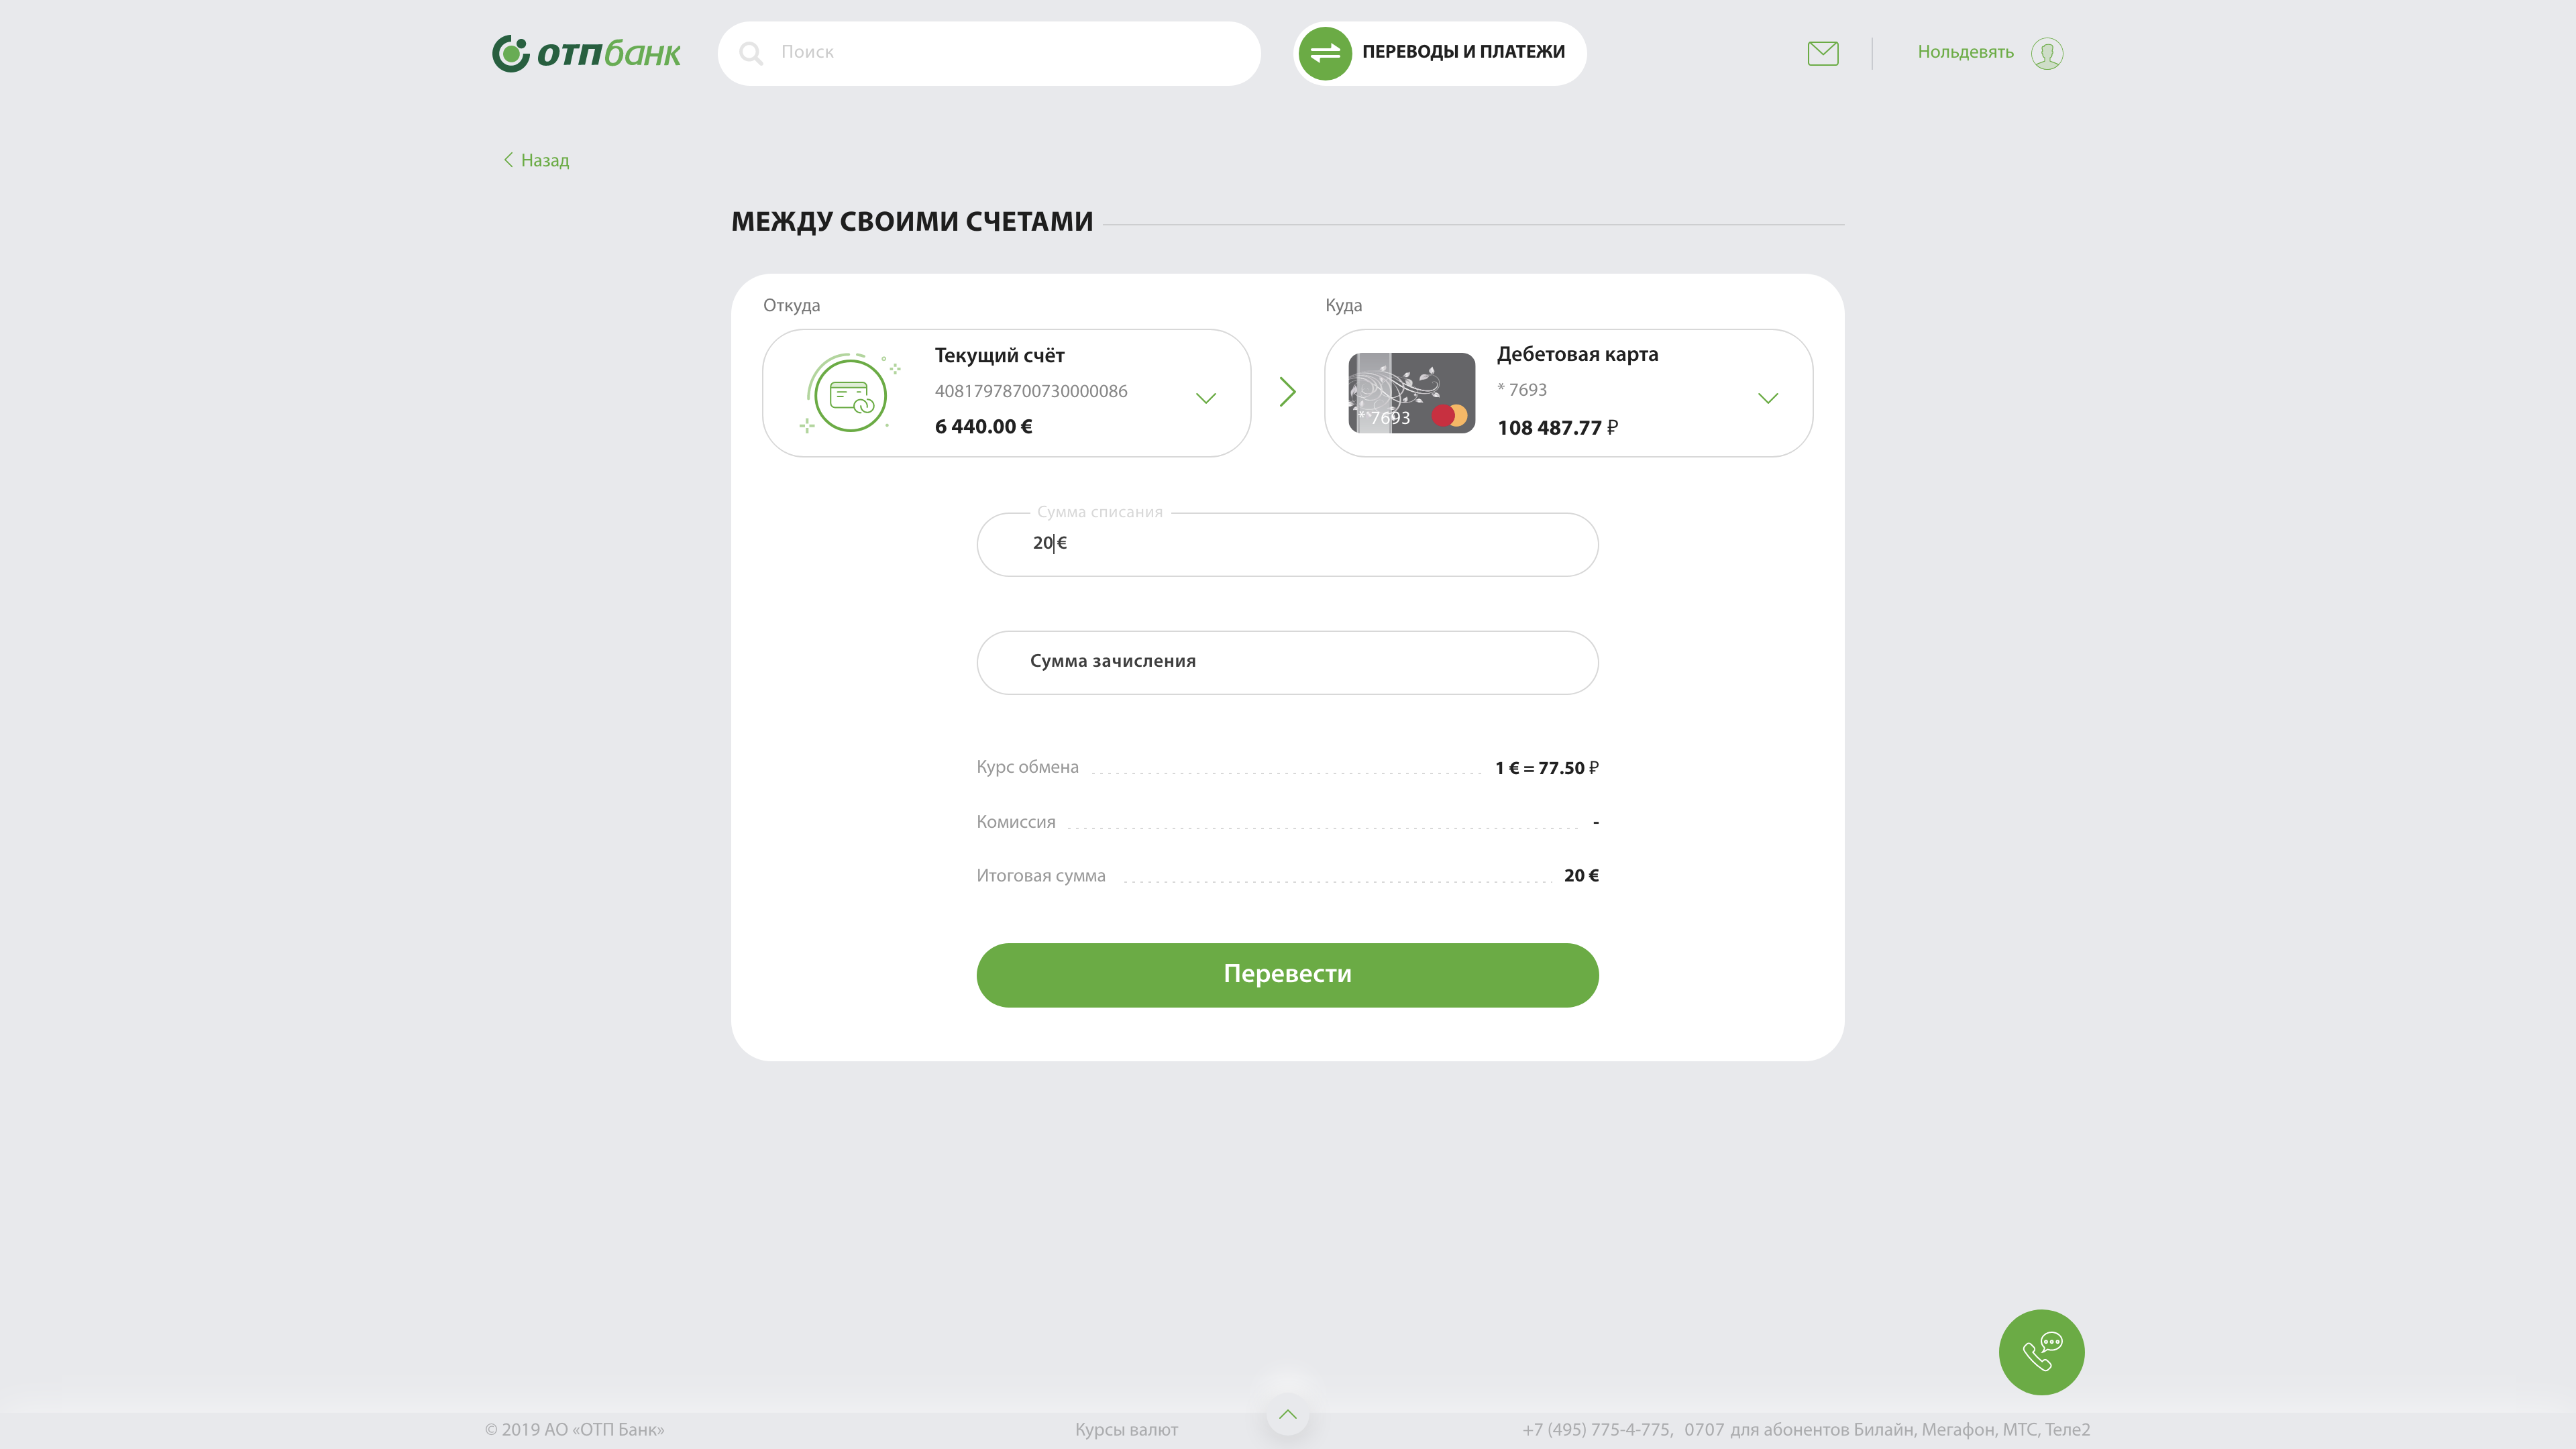 отпбанк
Поиск
ПЕРЕВОДЫ И ПЛАТЕЖИ
Нольдевять
Назад
МЕЖДУ СВОИМИ СЧЕТАМИ
Откуда
Текущий счёт
40817978700730000086
6 440.00 €
Куда
* 7693
Дебетовая карта
* 7693
108 487.77 ₽
Сумма списания
20 €
Сумма зачисления
Курс обмена 1 € = 77.50 ₽
Комиссия -
Итоговая сумма 20 €
Перевести
© 2019 АО «ОТП Банк»
Курсы валют
+7 (495) 775-4-775, 0707 для абонентов Билайн, Мегафон, МТС, Теле2